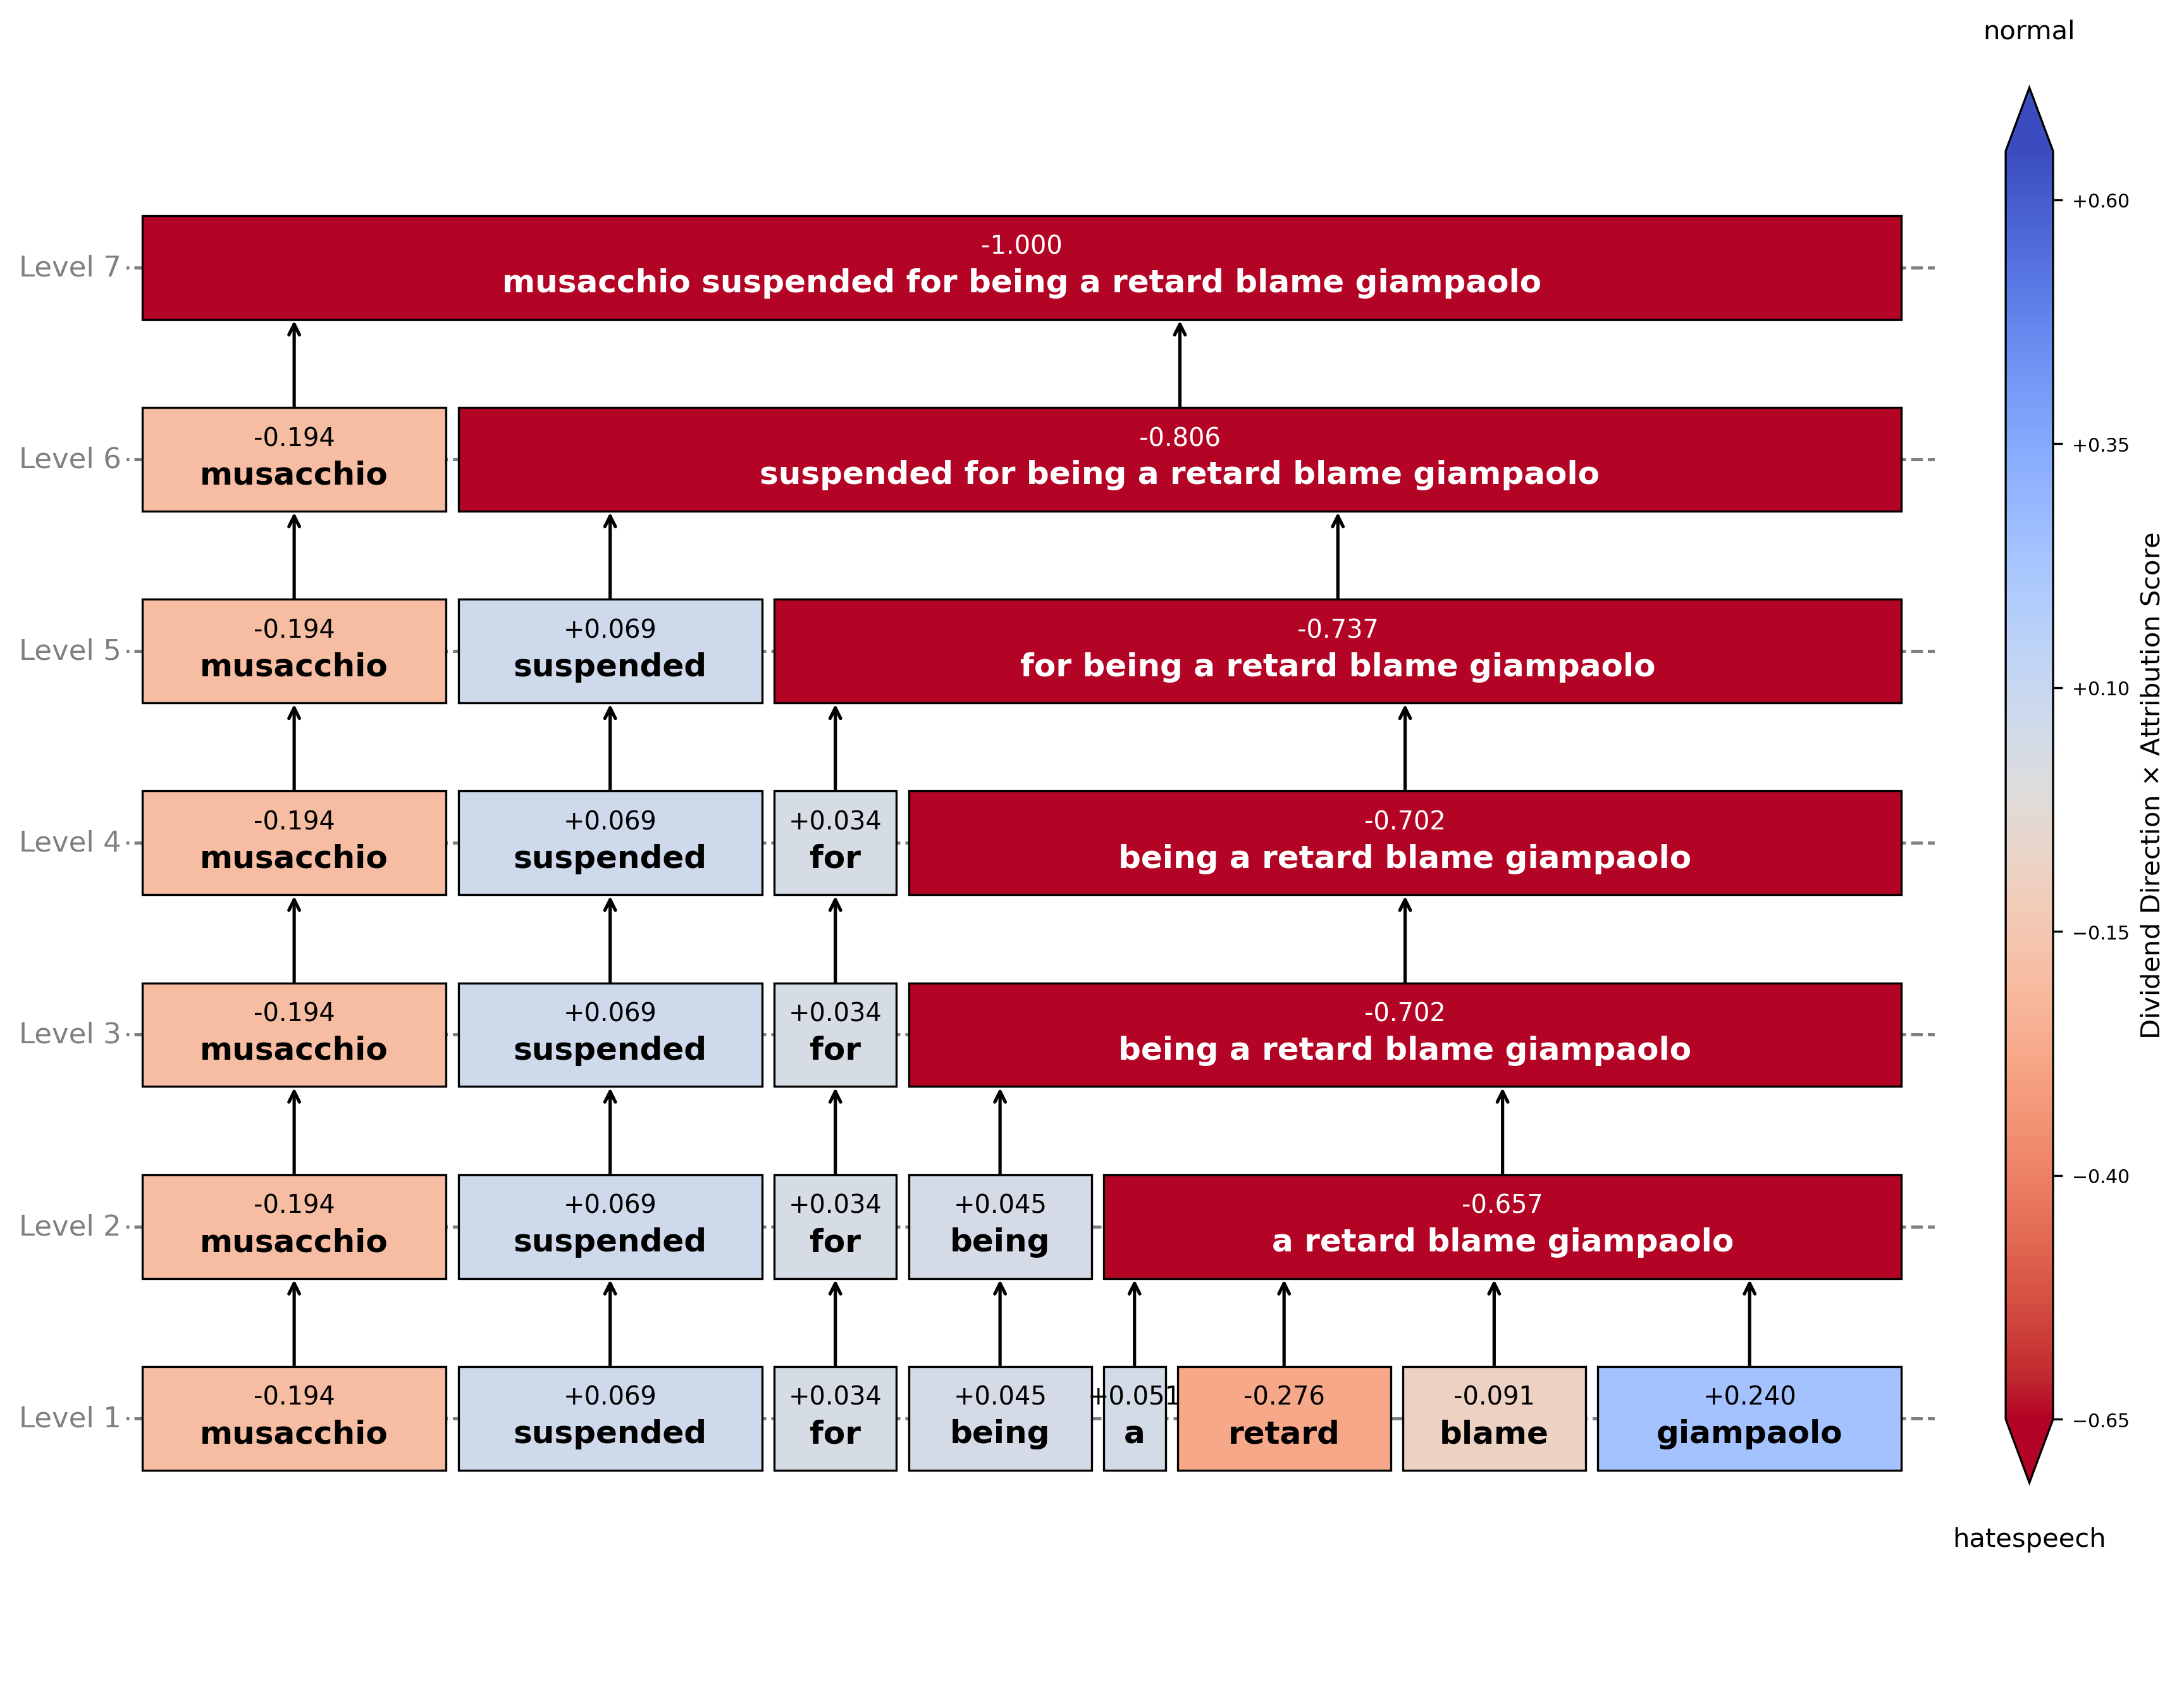 normal
Level 7
-1.000
musacchio suspended for being a retard blame giampaolo
Level 6
-0.194
musacchio
-0.806
suspended for being a retard blame giampaolo
Level 5
-0.194
musacchio
+0.069
suspended
-0.737
for being a retard blame giampaolo
Level 4
-0.194
musacchio
+0.069
suspended
+0.034
for
-0.702
being a retard blame giampaolo
Level 3
-0.194
musacchio
+0.069
suspended
+0.034
for
-0.702
being a retard blame giampaolo
Level 2
-0.194
musacchio
+0.069
suspended
+0.034
for
+0.045
being
-0.657
a retard blame giampaolo
Level 1
-0.194
musacchio
+0.069
suspended
+0.034
for
+0.045
being
+0.051
a
-0.276
retard
-0.091
blame
+0.240
giampaolo
+0.60
+0.35
+0.10
−0.15
−0.40
−0.65
Dividend Direction × Attribution Score
hatespeech